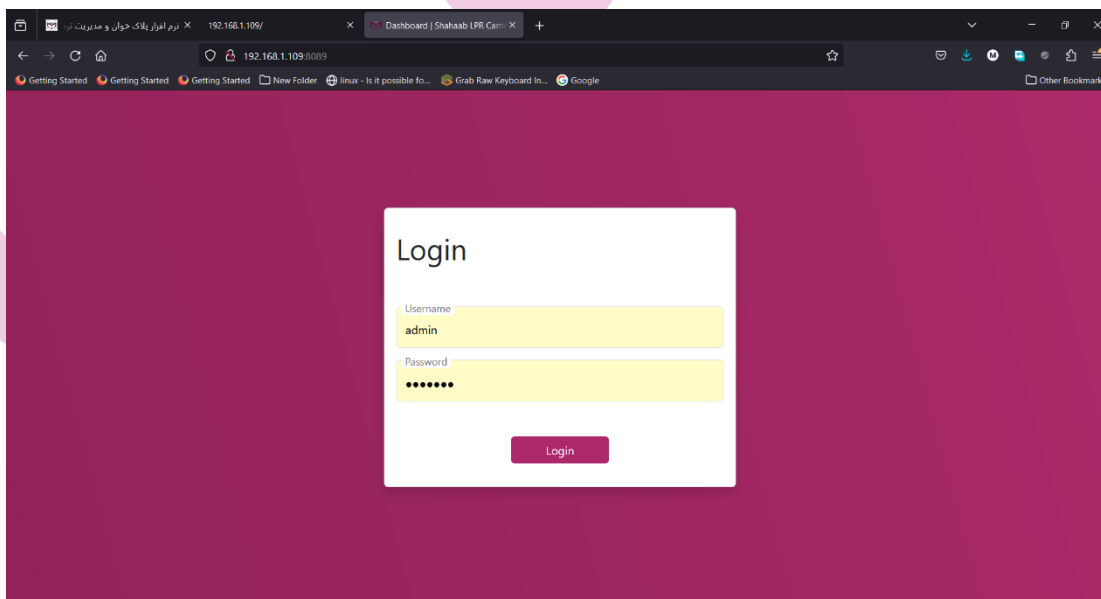 نرم افزار پلاک خوان و مدیریت ترد
192.168.1.109/
Dashboard | Shahaab LPR Cam
192.168.1.109:8089
Getting Started
Getting Started
Getting Started
New Folder
linux - Is it possible fo...
Grab Raw Keyboard In...
Google
Other Bookmark
Login
Username
admin
Password
•••••••
Login